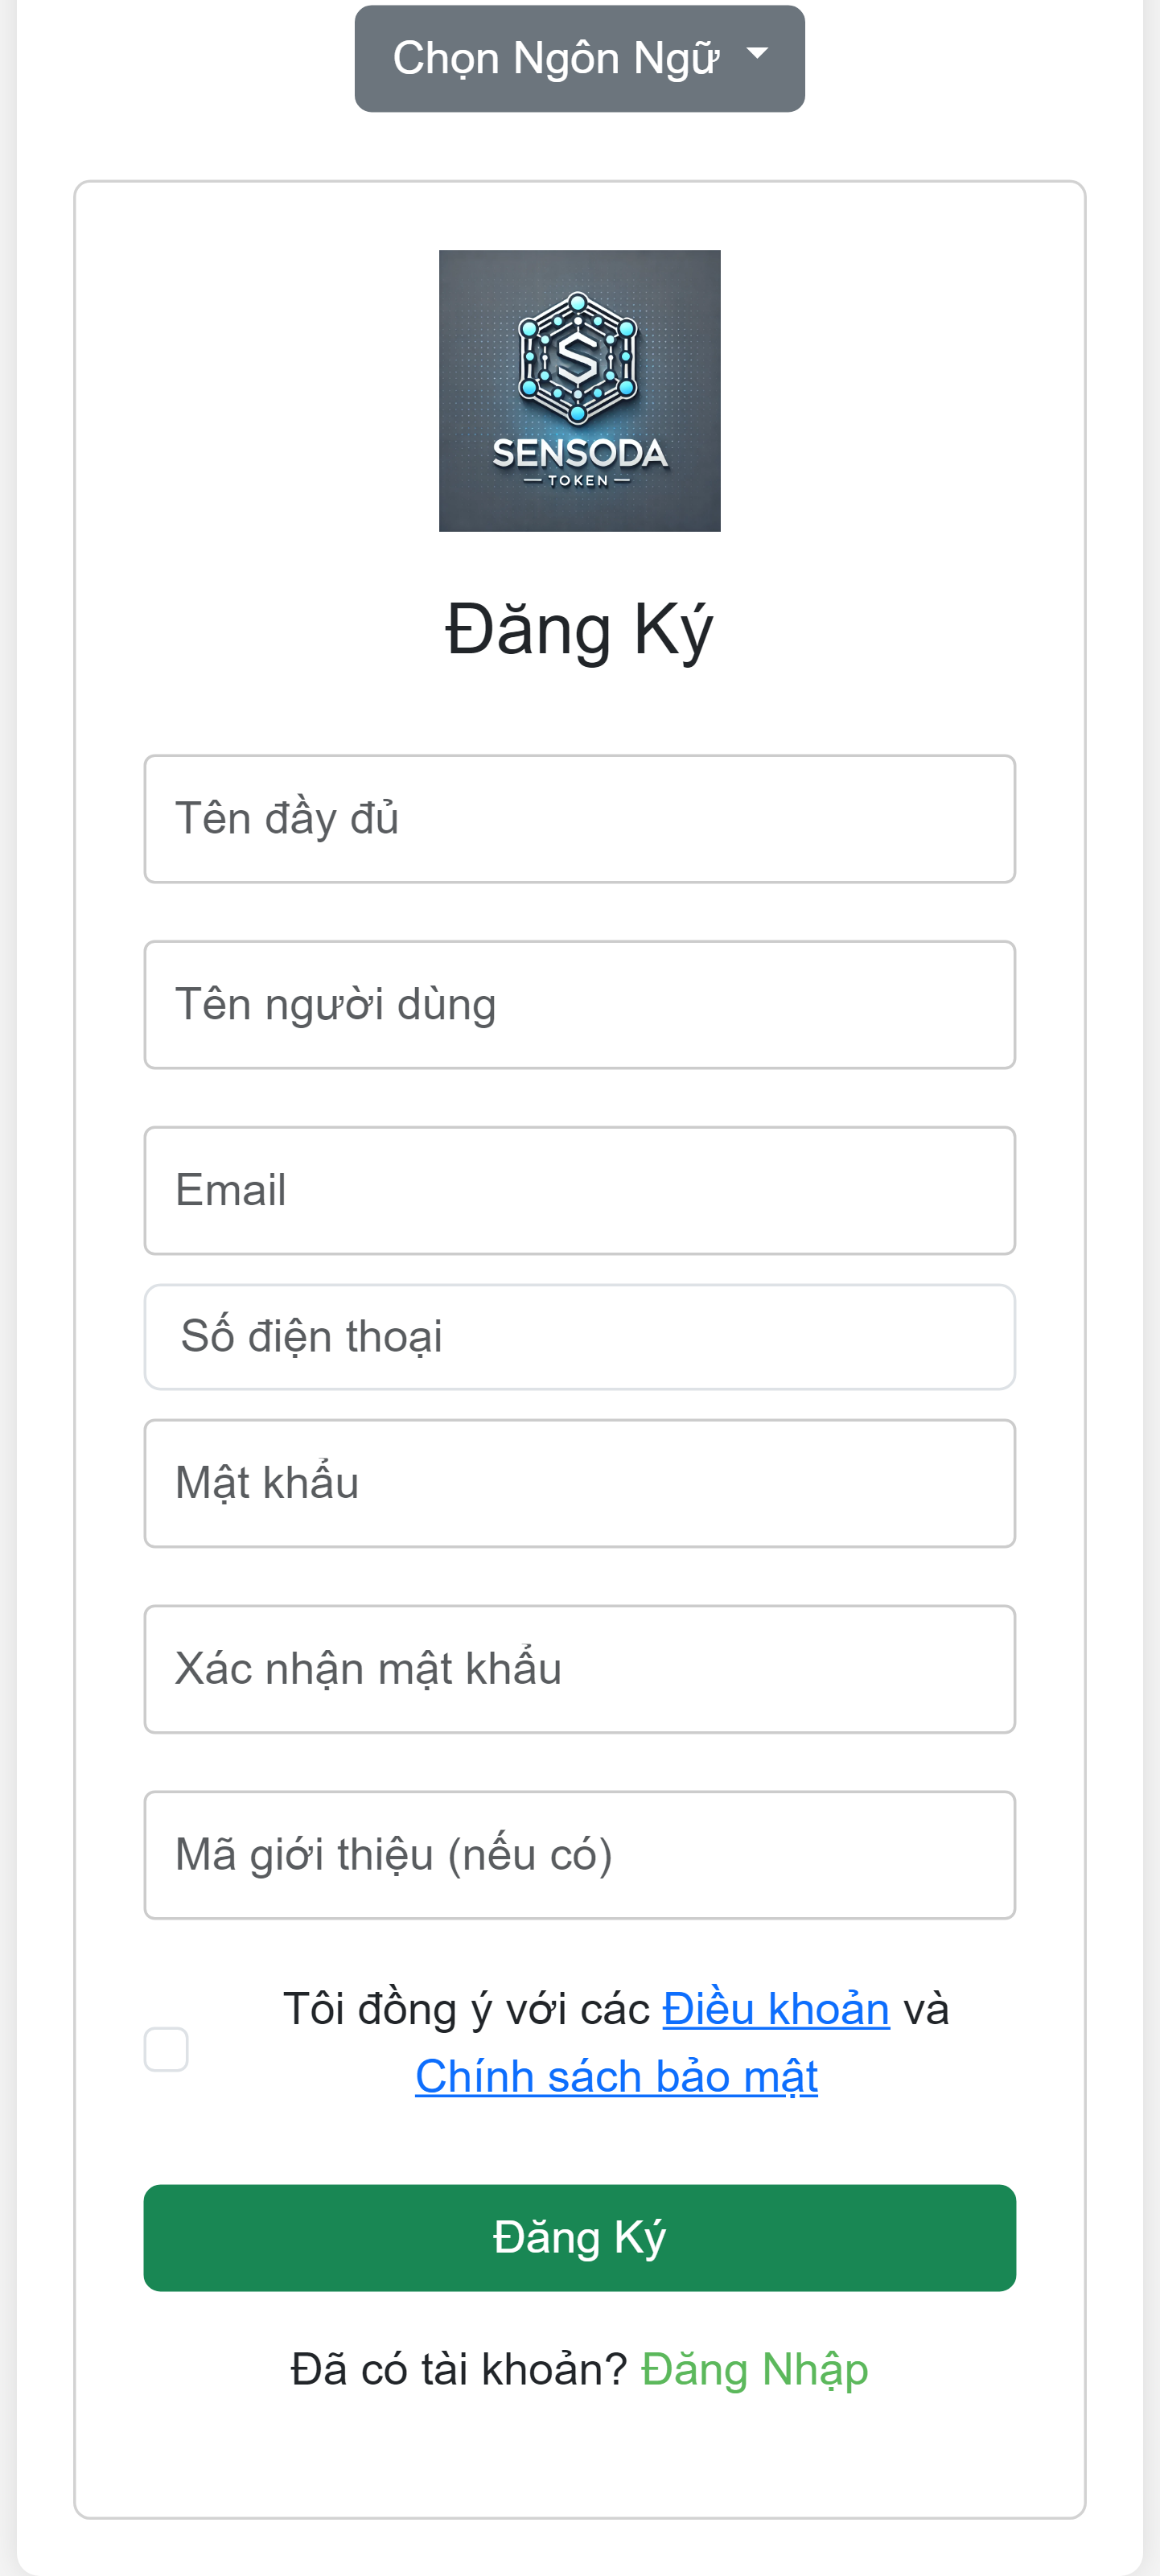 Chọn Ngôn Ngữ
SENSODA
TOKEN
Đăng Ký
Tên đầy đủ
Tên người dùng
Email
Số điện thoại
Mật khẩu
Xác nhận mật khẩu
Mã giới thiệu (nếu có)
Tôi đồng ý với các Điều khoản và
Chính sách bảo mật
Đăng Ký
Đã có tài khoản? Đăng Nhập